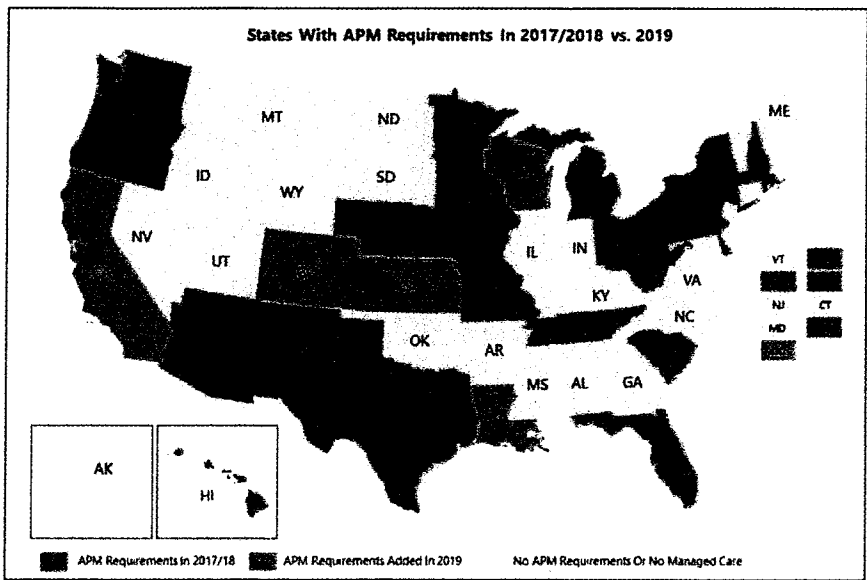 States With APM Requirements In 2017/2018 vs. 2019
MT
ND
ME
ID
SD
WY
NV
UT
IL
IN
VT
VA
KY
NJ
CT
NC
MD
OK
AR
MS
AL
GA
AK
HI
APM Requirements in 2017/18
APM Requirements Added In 2019
No APM Requirements Or No Managed Care